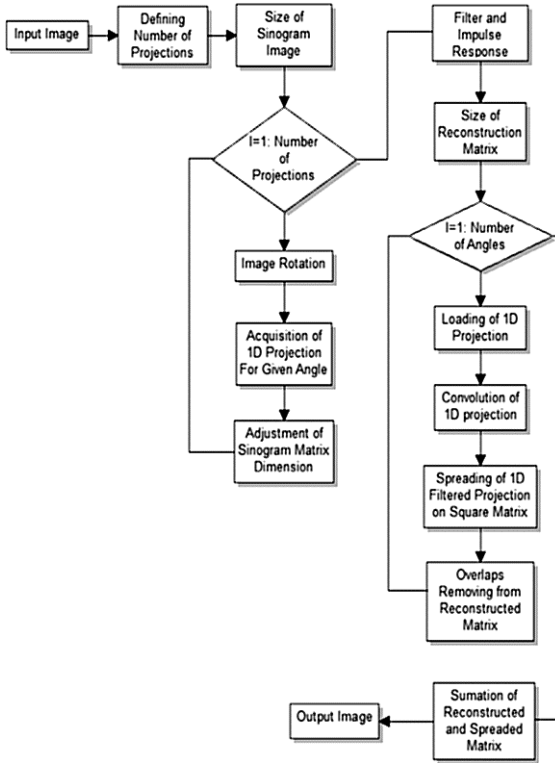 Input Image
Defining
Number of
Projections
Size of
Sinogram
Image
I=1: Number
of
Projections
Image Rotation
Acquisition of
1D Projection
For Given Angle
Adjustment of
Sinogram Matrix
Dimension
Filter and
Impulse
Response
Size of
Reconstruction
Matrix
I=1: Number
of Angles
Loading of 1D
Projection
Convolution of
1D projection
Spreading of 1D
Filtered Projection
on Square Matrix
Overlaps
Removing from
Reconstructed
Matrix
Sumation of
Reconstructed
and Spreaded
Matrix
Output Image